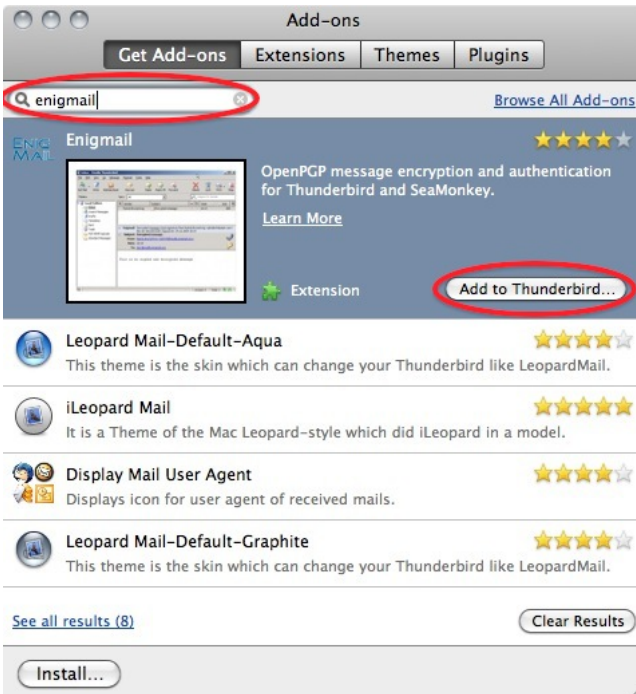 Add-ons
Get Add-ons Extensions Themes Plugins
enigmail
Browse All Add-ons
ENIG
MAIL
Enigmail
OpenPGP message encryption and authentication
for Thunderbird and SeaMonkey.
Learn More
Extension
Add to Thunderbird...
Leopard Mail-Default-Aqua
This theme is the skin which can change your Thunderbird like LeopardMail.
iLeopard Mail
It is a Theme of the Mac Leopard-style which did iLeopard in a model.
Display Mail User Agent
Displays icon for user agent of received mails.
Leopard Mail-Default-Graphite
This theme is the skin which can change your Thunderbird like LeopardMail.
See all results (8)
Clear Results
Install...